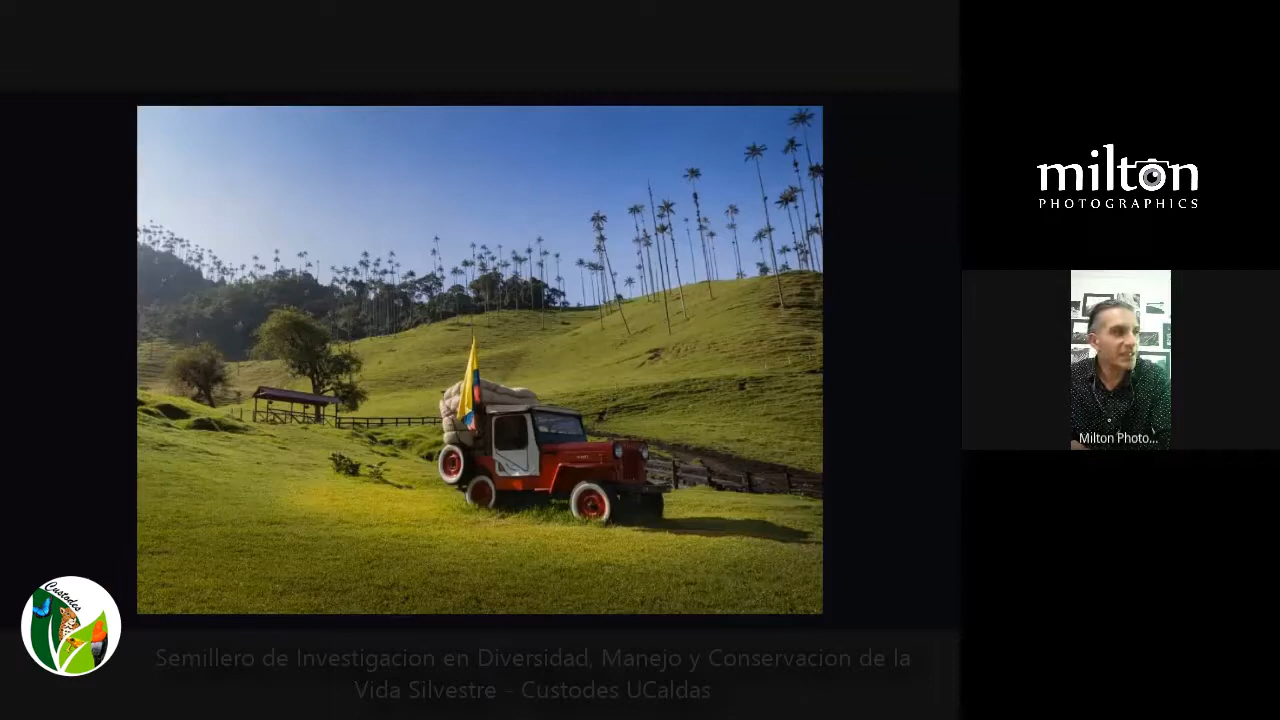 milton
PHOTOGRAPHICS
Milton Photo...
Custodes
Semillero de Investigacion en Diversidad, Manejo y Conservacion de la
Vida Silvestre - Custodes UCaldas